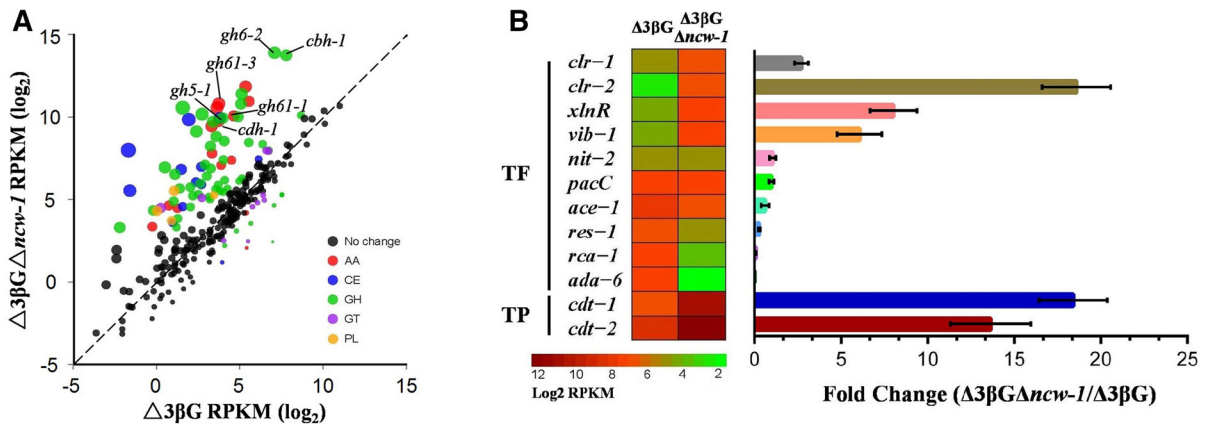 A
△3βG△ncw-1 RPKM (log2)
15
10
5
0
-5
-5 0 5 10 15
△3βG RPKM (log2)
gh6-2
cbh-1
gh61-3
gh5-1
gh61-1
cdh-1
No change
AA
CE
GH
GT
PL
B
Δ3βG
Δ3βG
Δncw-1
TF
clr-1
clr-2
xlnR
vib-1
nit-2
pacC
ace-1
res-1
rca-1
ada-6
TP
cdt-1
cdt-2
12 10 8 6 4 2
Log2 RPKM
0 5 10 15 20 25
Fold Change (Δ3βGΔncw-1/Δ3βG)